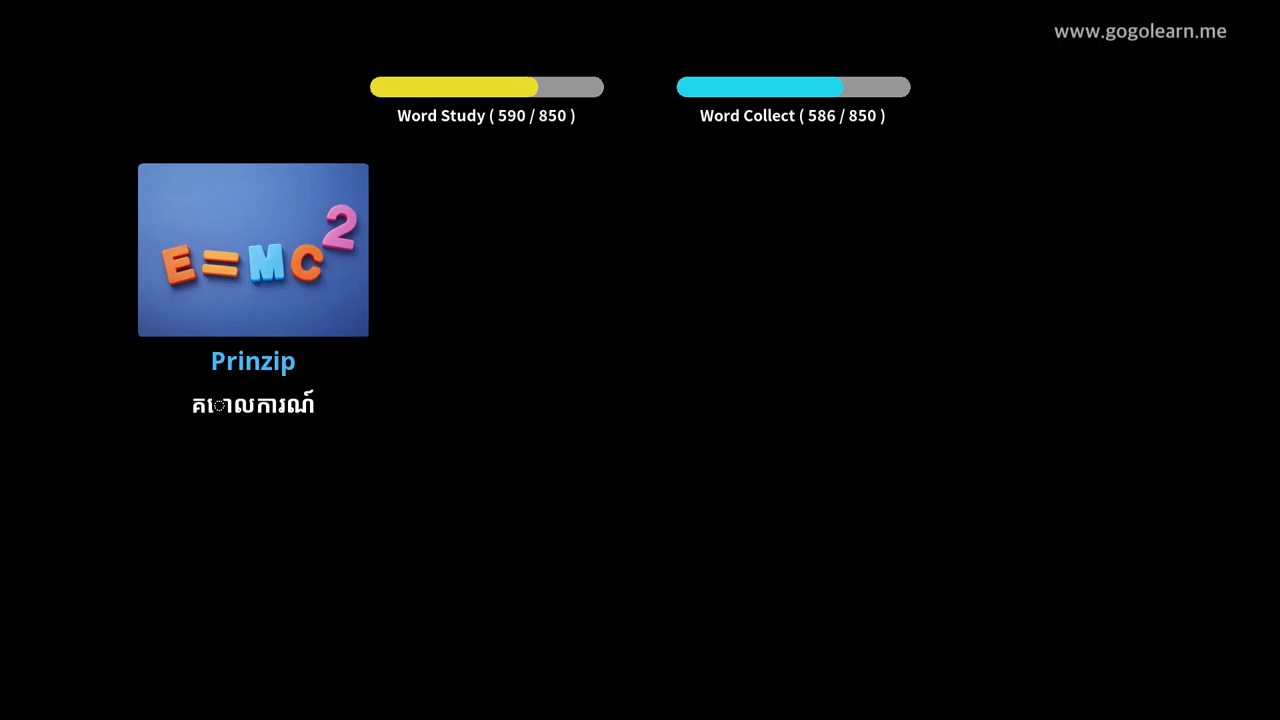 www.gogolearn.me
Word Study ( 590 / 850 )
Word Collect ( 586 / 850 )
E=MC²
Prinzip
គោលការណ៍